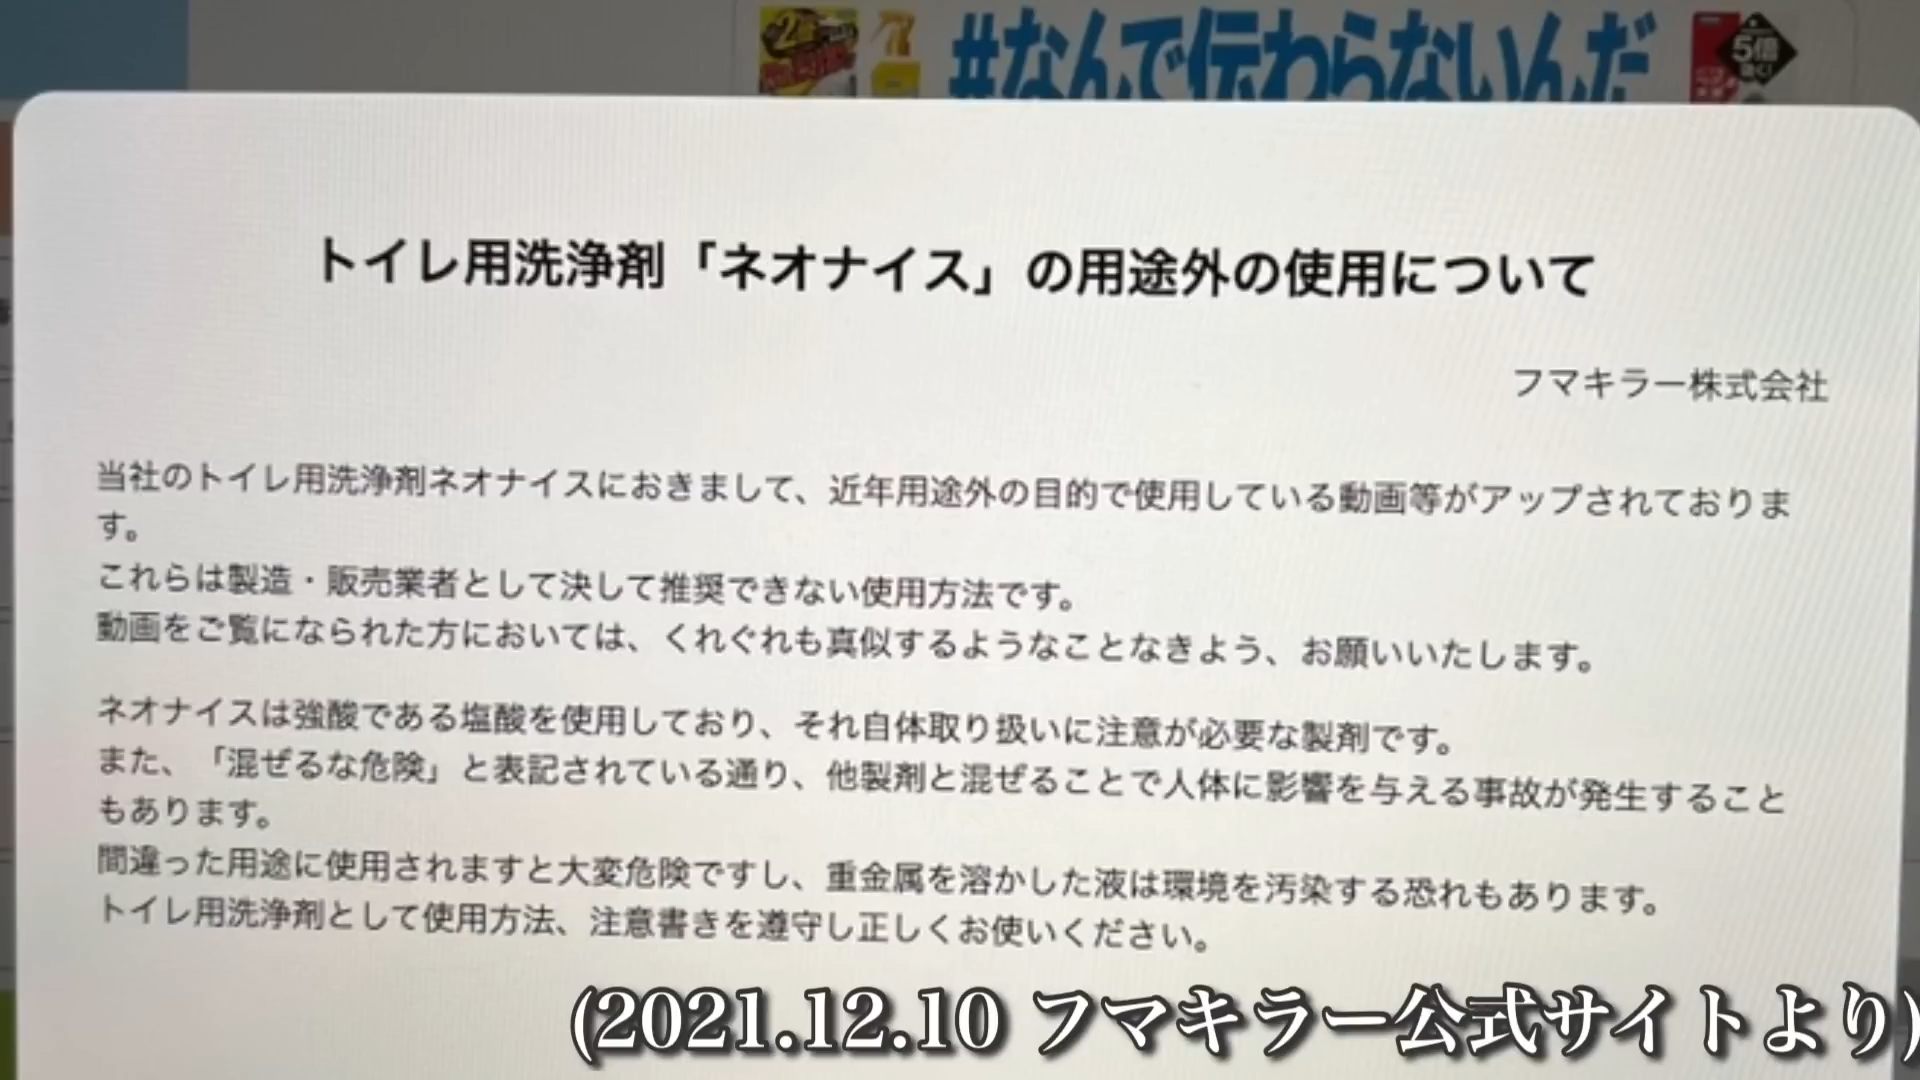 #なんで伝わらないんだ
5倍
トイレ用洗浄剤「ネオナイス」の用途外の使用について
フマキラー株式会社
当社のトイレ用洗浄剤ネオナイスにおきまして、近年用途外の目的で使用している動画等がアップされておりま
す。
これらは製造・販売業者として決して推奨できない使用方法です。
動画をご覧になられた方においては、くれぐれも真似するようなことなきよう、お願いいたします。
ネオナイスは強酸である塩酸を使用しており、それ自体取り扱いに注意が必要な製剤です。
また、「混ぜるな危険」と表記されている通り、他製剤と混ぜることで人体に影響を与える事故が発生すること
もあります。
間違った用途に使用されますと大変危険ですし、重金属を溶かした液は環境を汚染する恐れもあります。
トイレ用洗浄剤として使用方法、注意書きを遵守し正しくお使いください。
(2021.12.10 フマキラー公式サイトより)